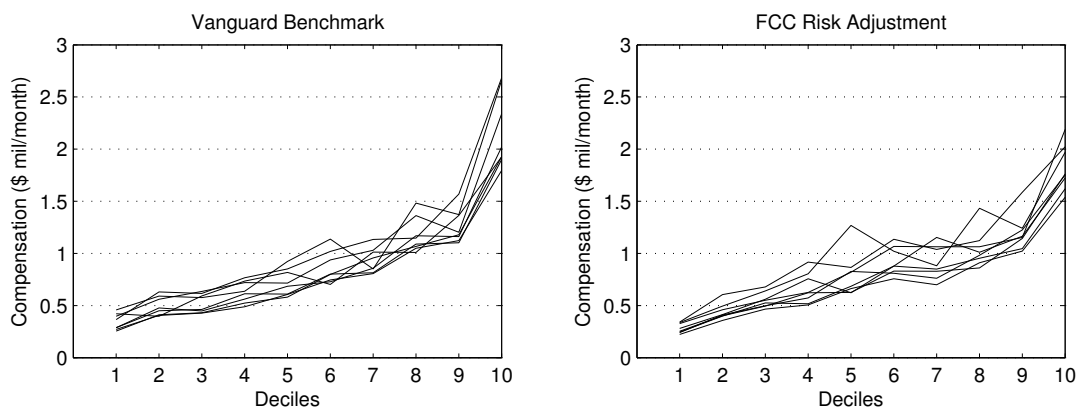 Vanguard Benchmark
3
2.5
2
1.5
1
0.5
0
Compensation ($ mil/month)
1 2 3 4 5 6 7 8 9 10
Deciles
FCC Risk Adjustment
3
2.5
2
1.5
1
0.5
0
Compensation ($ mil/month)
1 2 3 4 5 6 7 8 9 10
Deciles